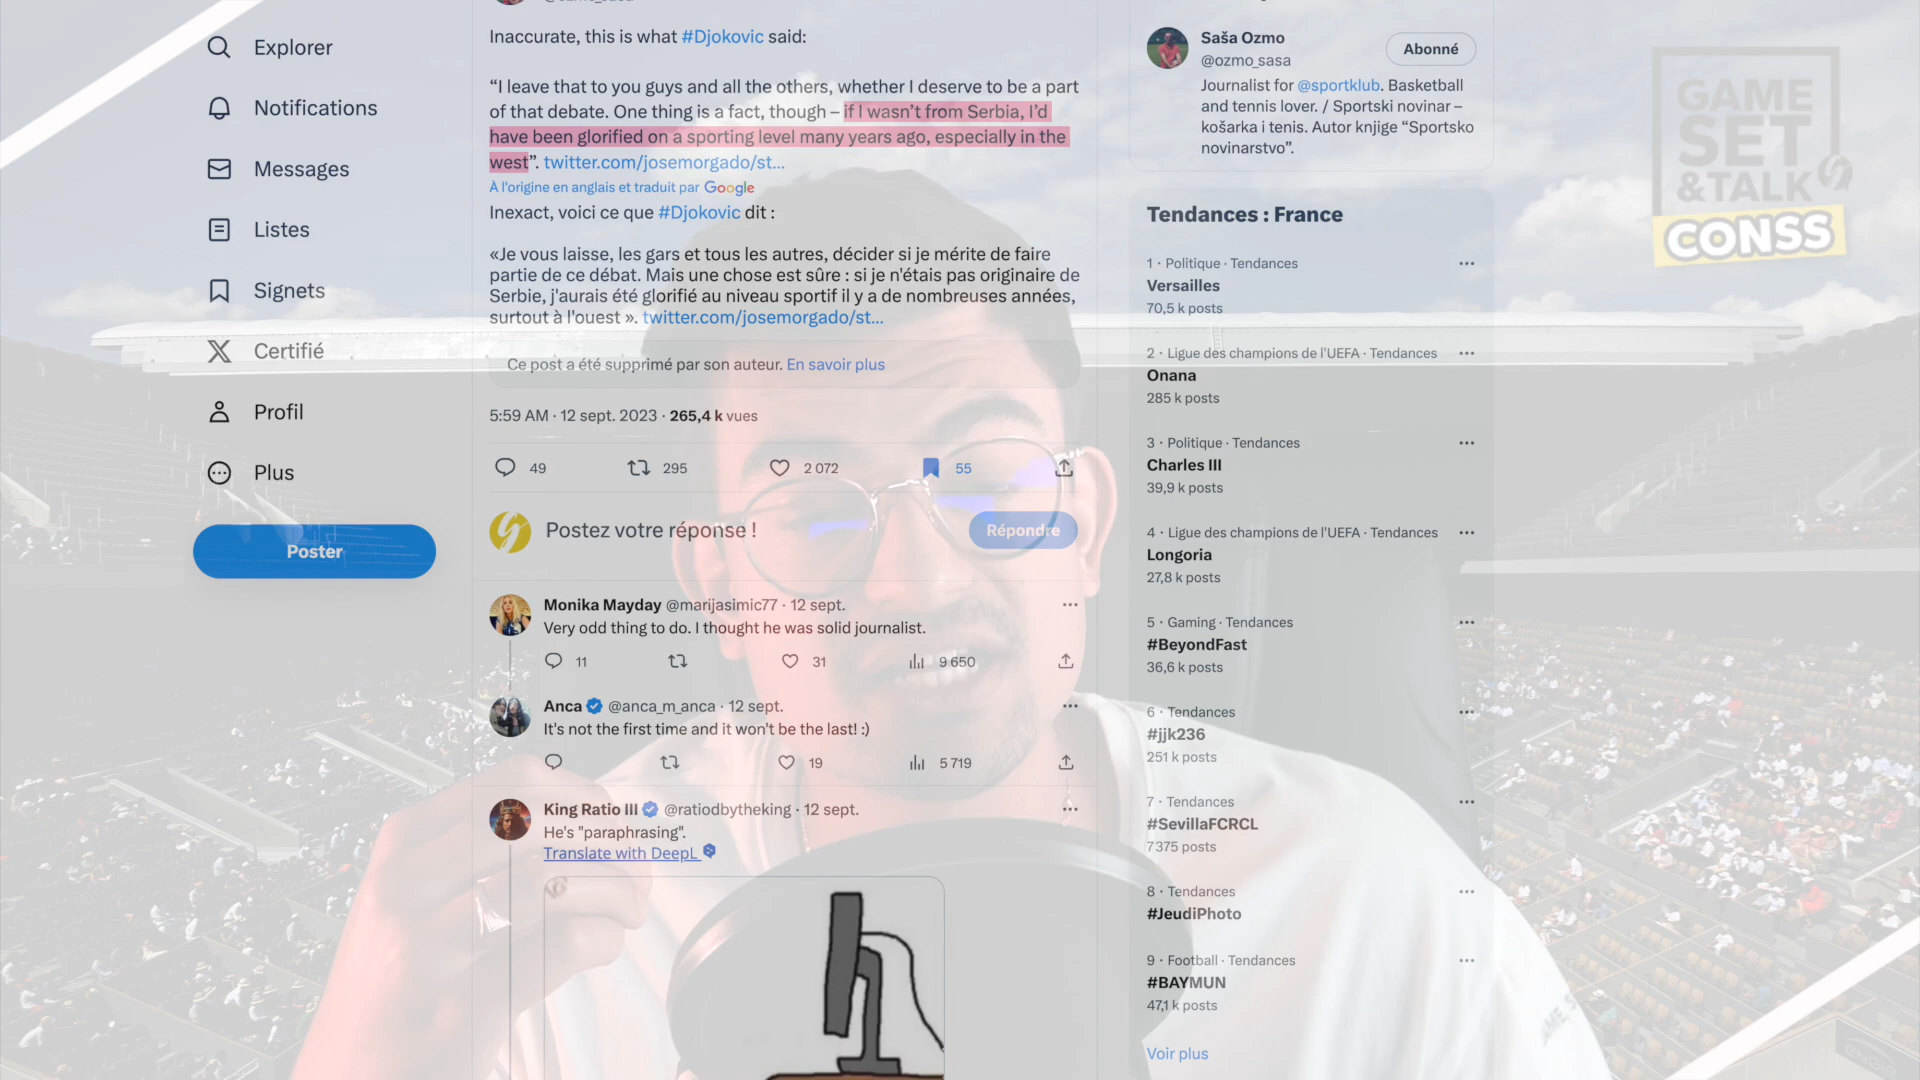 Explorer
Notifications
Messages
Listes
Signets
Certifié
Profil
Plus
Poster
@ozmo_sasa
Inaccurate, this is what #Djokovic said:
“I leave that to you guys and all the others, whether I deserve to be a part
of that debate. One thing is a fact, though – if I wasn’t from Serbia, I’d
have been glorified on a sporting level many years ago, especially in the
west”. twitter.com/josemorgado/st...
À l'origine en anglais et traduit par Google
Inexact, voici ce que #Djokovic dit :
«Je vous laisse, les gars et tous les autres, décider si je mérite de faire
partie de ce débat. Mais une chose est sûre : si je n'étais pas originaire de
Serbie, j'aurais été glorifié au niveau sportif il y a de nombreuses années,
surtout à l'ouest ». twitter.com/josemorgado/st...
Ce post a été supprimé par son auteur. En savoir plus
5:59 AM · 12 sept. 2023 · 265,4 k vues
49 295 2 072 55
Postez votre réponse !
Répondre
Monika Mayday @marijasimic77 · 12 sept.
Very odd thing to do. I thought he was solid journalist.
11 31 9 650
Anca @anca_m_anca · 12 sept.
It's not the first time and it won't be the last! :)
19 5 719
King Ratio III @ratiodbytheking · 12 sept.
He's "paraphrasing".
Translate with DeepL
Saša Ozmo
@ozmo_sasa
Abonné
Journalist for @sportklub. Basketball
and tennis lover. / Sportski novinar –
košarka i tenis. Autor knjige “Sportsko
novinarstvo”.
Tendances : France
1 · Politique · Tendances
Versailles
70,5 k posts
2 · Ligue des champions de l'UEFA · Tendances
Onana
285 k posts
3 · Politique · Tendances
Charles III
39,9 k posts
4 · Ligue des champions de l'UEFA · Tendances
Longoria
27,8 k posts
5 · Gaming · Tendances
#BeyondFast
36,6 k posts
6 · Tendances
#jjk236
251 k posts
7 · Tendances
#SevillaFCRCL
7 375 posts
8 · Tendances
#JeudiPhoto
9 · Football · Tendances
#BAYMUN
47,1 k posts
Voir plus
GAME
SET
& TALK
CONSS